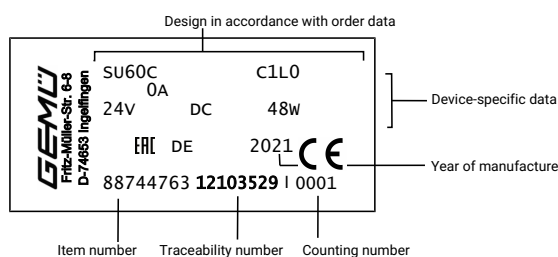 Design in accordance with order data
GEMÜ
Fritz-Müller-Str. 6-8
D-74653 Ingelfingen
SU60C C1L0
0A
24V DC 48W
Device-specific data
EAC DE 2021 CE
Year of manufacture
88744763 12103529 I 0001
Item number Traceability number Counting number